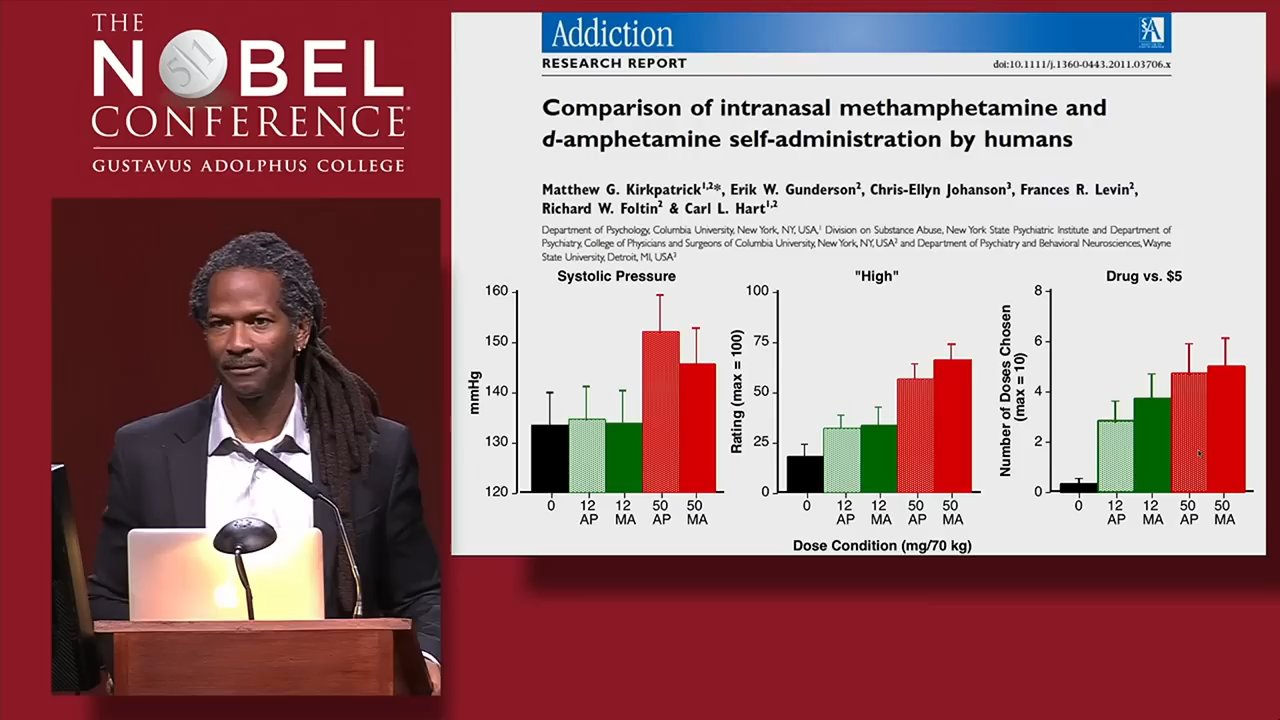 THE
NOBEL
51
CONFERENCE®
GUSTAVUS ADOLPHUS COLLEGE
Addiction
SA
RESEARCH REPORT
doi:10.1111/j.1360-0443.2011.03706.x
Comparison of intranasal methamphetamine and
d-amphetamine self-administration by humans
Matthew G. Kirkpatrick1,2*, Erik W. Gunderson2, Chris-Ellyn Johanson3, Frances R. Levin2,
Richard W. Foltin2 & Carl L. Hart1,2
Department of Psychology, Columbia University, New York, NY, USA,1 Division on Substance Abuse, New York State Psychiatric Institute and Department of
Psychiatry, College of Physicians and Surgeons of Columbia University, New York, NY, USA2 and Department of Psychiatry and Behavioral Neurosciences, Wayne
State University, Detroit, MI, USA3
Systolic Pressure
160
150
140
130
120
mmHg
0 12 12 50 50
AP MA AP MA
"High"
100
75
50
25
0
Rating (max = 100)
0 12 12 50 50
AP MA AP MA
Drug vs. $5
8
6
4
2
0
Number of Doses Chosen
(max = 10)
0 12 12 50 50
AP MA AP MA
Dose Condition (mg/70 kg)